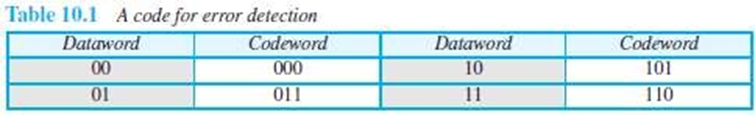 Table 10.1 A code for error detection
Dataword Codeword Dataword Codeword
00 000 10 101
01 011 11 110